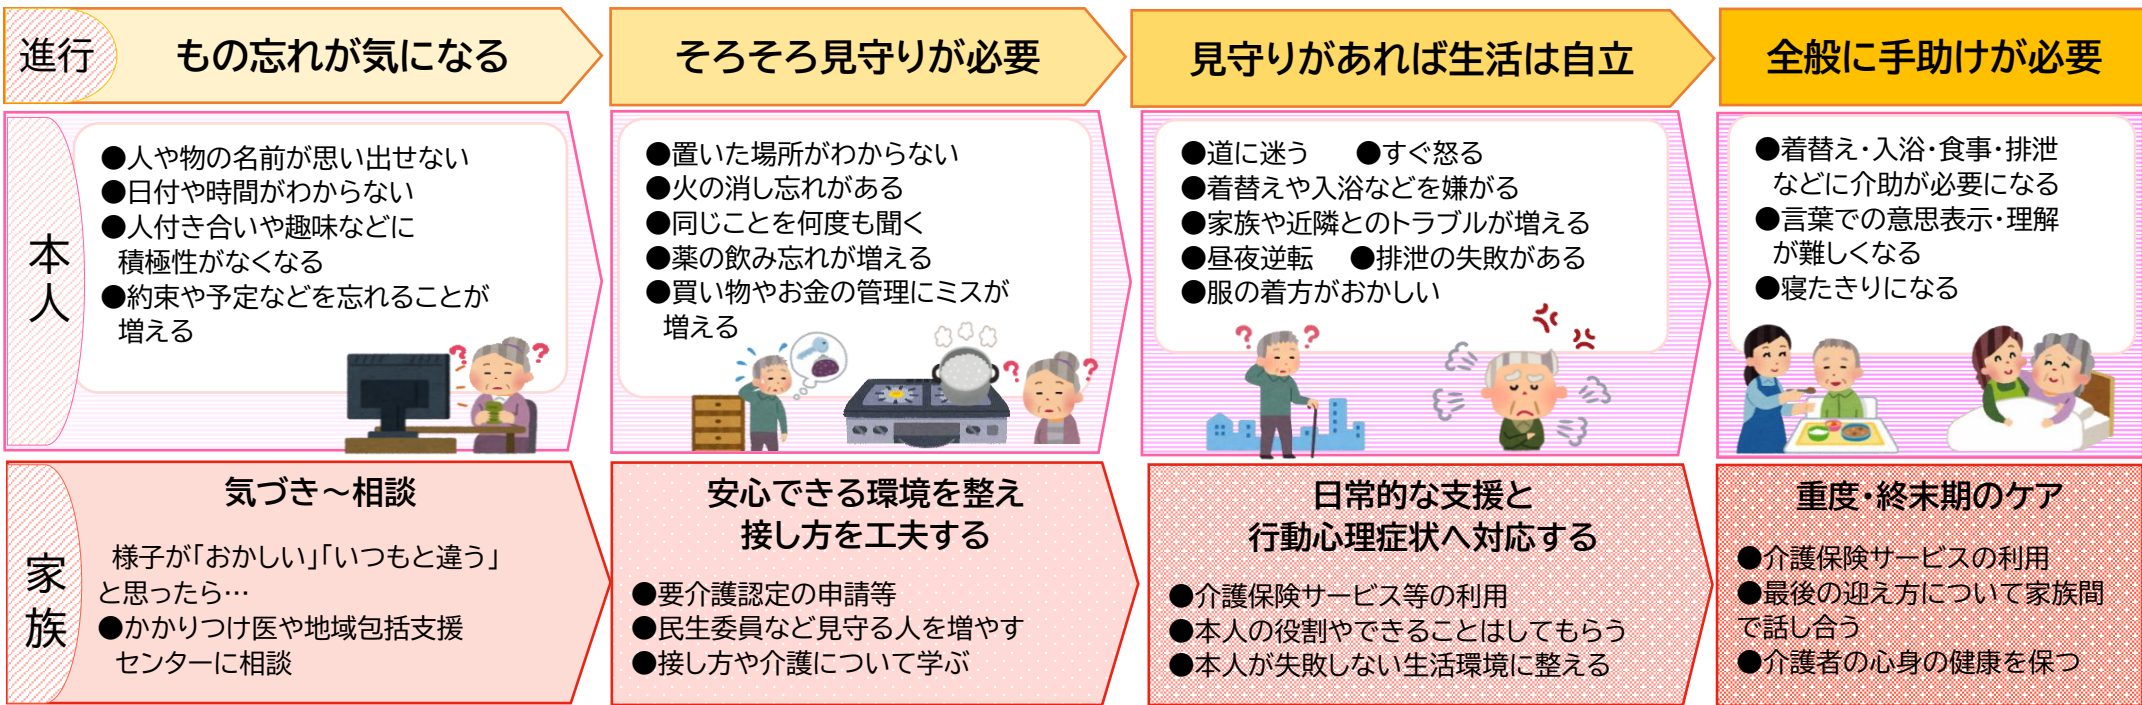 進行
もの忘れが気になる
そろそろ見守りが必要
見守りがあれば生活は自立
全般に手助けが必要
本人
●人や物の名前が思い出せない
●日付や時間がわからない
●人付き合いや趣味などに
積極性がなくなる
●約束や予定などを忘れることが
増える
●置いた場所がわからない
●火の消し忘れがある
●同じことを何度も聞く
●薬の飲み忘れが増える
●買い物やお金の管理にミスが
増える
●道に迷う ●すぐ怒る
●着替えや入浴などを嫌がる
●家族や近隣とのトラブルが増える
●昼夜逆転 ●排泄の失敗がある
●服の着方がおかしい
●着替え・入浴・食事・排泄
などに介助が必要になる
●言葉での意思表示・理解
が難しくなる
●寝たきりになる
家族
気づき～相談
様子が「おかしい」「いつもと違う」
と思ったら…
●かかりつけ医や地域包括支援
センターに相談
安心できる環境を整え
接し方を工夫する
●要介護認定の申請等
●民生委員など見守る人を増やす
●接し方や介護について学ぶ
日常的な支援と
行動心理症状へ対応する
●介護保険サービス等の利用
●本人の役割やできることはしてもらう
●本人が失敗しない生活環境に整える
重度・終末期のケア
●介護保険サービスの利用
●最後の迎え方について家族間
で話し合う
●介護者の心身の健康を保つ